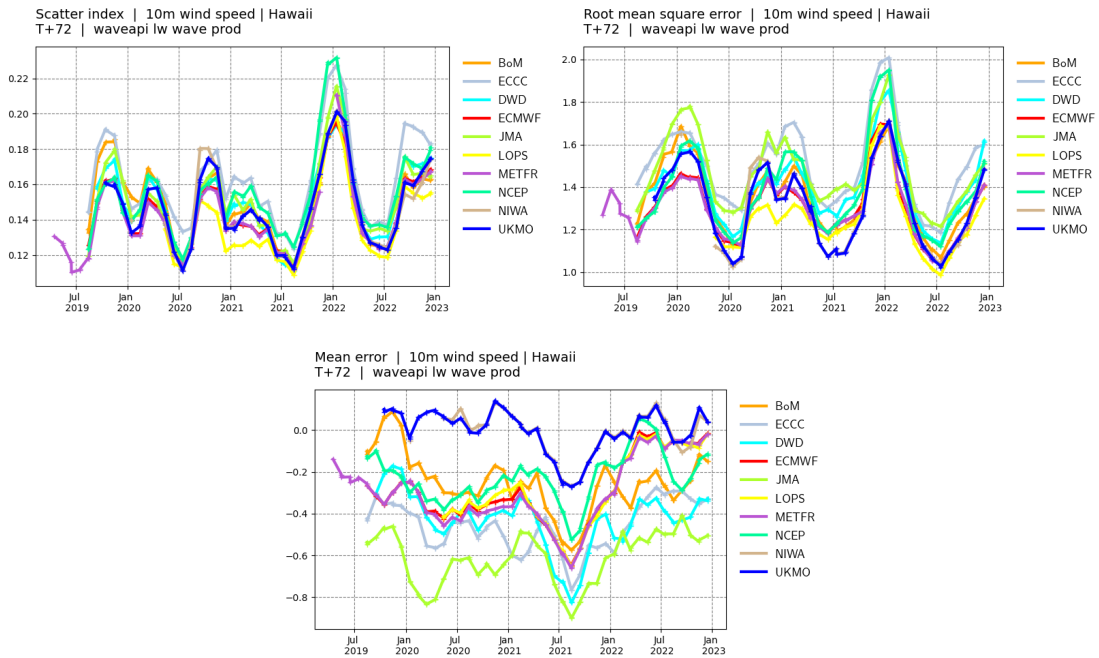 Scatter index | 10m wind speed | Hawaii
T+72 | waveapi lw wave prod
0.22
0.20
0.18
0.16
0.14
0.12
Jul 2019
Jan 2020
Jul 2020
Jan 2021
Jul 2021
Jan 2022
Jul 2022
Jan 2023
BoM
ECCC
DWD
ECMWF
JMA
LOPS
METFR
NCEP
NIWA
UKMO
Root mean square error | 10m wind speed | Hawaii
T+72 | waveapi lw wave prod
2.0
1.8
1.6
1.4
1.2
1.0
Jul 2019
Jan 2020
Jul 2020
Jan 2021
Jul 2021
Jan 2022
Jul 2022
Jan 2023
BoM
ECCC
DWD
ECMWF
JMA
LOPS
METFR
NCEP
NIWA
UKMO
Mean error | 10m wind speed | Hawaii
T+72 | waveapi lw wave prod
0.0
−0.2
−0.4
−0.6
−0.8
Jul 2019
Jan 2020
Jul 2020
Jan 2021
Jul 2021
Jan 2022
Jul 2022
Jan 2023
BoM
ECCC
DWD
ECMWF
JMA
LOPS
METFR
NCEP
NIWA
UKMO